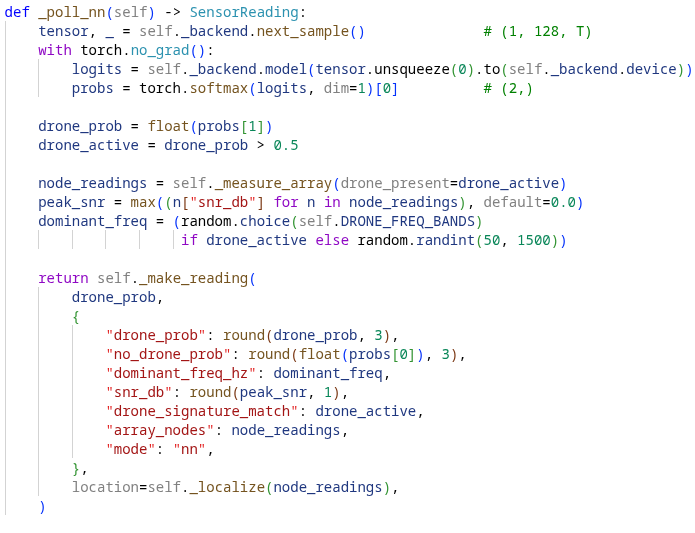 def _poll_nn(self) -> SensorReading:
    tensor, _ = self._backend.next_sample()              # (1, 128, T)
    with torch.no_grad():
        logits = self._backend.model(tensor.unsqueeze(0).to(self._backend.device))
        probs = torch.softmax(logits, dim=1)[0]          # (2,)

    drone_prob = float(probs[1])
    drone_active = drone_prob > 0.5

    node_readings = self._measure_array(drone_present=drone_active)
    peak_snr = max((n["snr_db"] for n in node_readings), default=0.0)
    dominant_freq = (random.choice(self.DRONE_FREQ_BANDS)
                     if drone_active else random.randint(50, 1500))

    return self._make_reading(
        drone_prob,
        {
            "drone_prob": round(drone_prob, 3),
            "no_drone_prob": round(float(probs[0]), 3),
            "dominant_freq_hz": dominant_freq,
            "snr_db": round(peak_snr, 1),
            "drone_signature_match": drone_active,
            "array_nodes": node_readings,
            "mode": "nn",
        },
        location=self._localize(node_readings),
    )